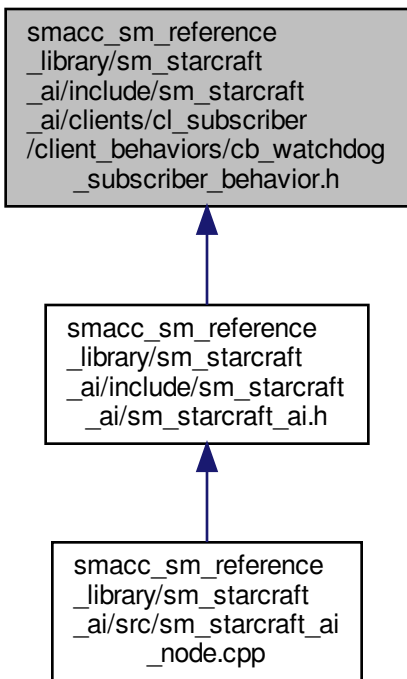 smacc_sm_reference
_library/sm_starcraft
_ai/include/sm_starcraft
_ai/clients/cl_subscriber
/client_behaviors/cb_watchdog
_subscriber_behavior.h
smacc_sm_reference
_library/sm_starcraft
_ai/include/sm_starcraft
_ai/sm_starcraft_ai.h
smacc_sm_reference
_library/sm_starcraft
_ai/src/sm_starcraft_ai
_node.cpp